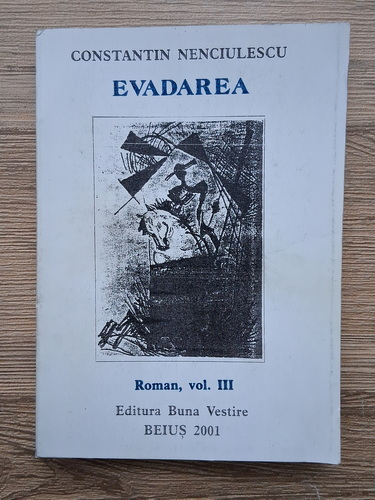 CONSTANTIN NENCIULESCU
EVADAREA
Roman, vol. III
Editura Buna Vestire
BEIUȘ 2001